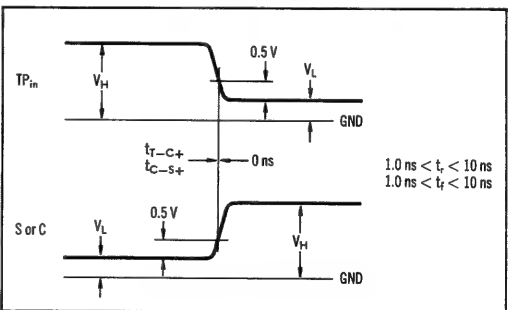 0.5 V
VL
TPin
VH
GND
tT–C+
tC–S+
0 ns
1.0 ns < tr < 10 ns
1.0 ns < tf < 10 ns
0.5 V
S or C
VL
VH
GND